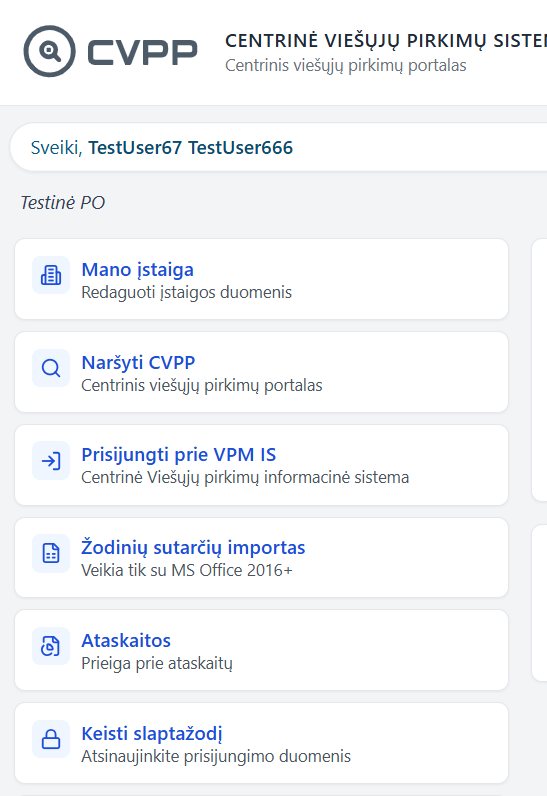 CVPP
CENTRINĖ VIEŠŲJŲ PIRKIMŲ
Centrinis viešųjų pirkimų portalas
Sveiki, TestUser67 TestUser666
Testinė PO
Mano įstaiga
Redaguoti įstaigos duomenis
Naršyti CVPP
Centrinis viešųjų pirkimų portalas
Prisijungti prie VPM IS
Centrinė Viešųjų pirkimų informacinė sistema
Žodinių sutarčių importas
Veikia tik su MS Office 2016+
Ataskaitos
Prieiga prie ataskaitų
Keisti slaptažodį
Atsinaujinkite prisijungimo duomenis